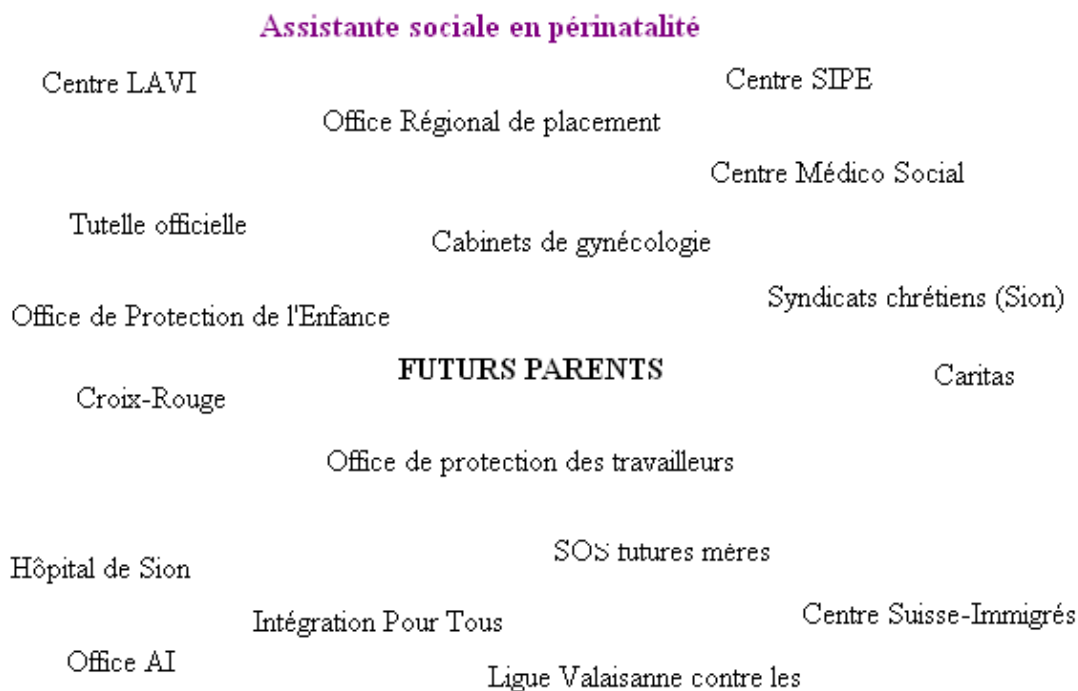 Assistante sociale en périnatalité
Centre LAVI
Centre SIPE
Office Régional de placement
Centre Médico Social
Tutelle officielle
Cabinets de gynécologie
Syndicats chrétiens (Sion)
Office de Protection de l'Enfance
FUTURS PARENTS
Caritas
Croix-Rouge
Office de protection des travailleurs
SOS futures mères
Hôpital de Sion
Centre Suisse-Immigrés
Intégration Pour Tous
Office AI
Ligue Valaisanne contre les